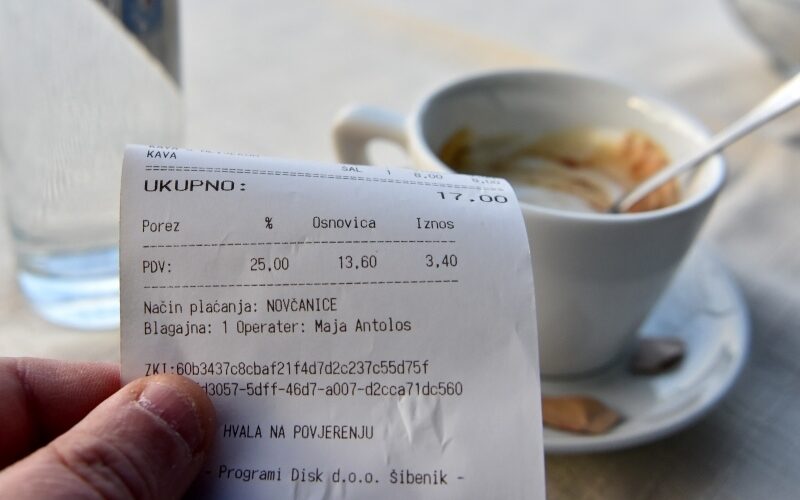 KAVA
SAL 1 8,00
UKUPNO: 17,00
Porez % Osnovica Iznos
PDV: 25,00 13,60 3,40
Način plaćanja: NOVČANICE
Blagajna: 1 Operater: Maja Antolos
ZKI:60b3437c8cbaf21f4d7d2c237c55d75f
d3057-5dff-46d7-a007-d2cca71dc560
HVALA NA POVJERENJU
- Programi Disk d.o.o. Šibenik -